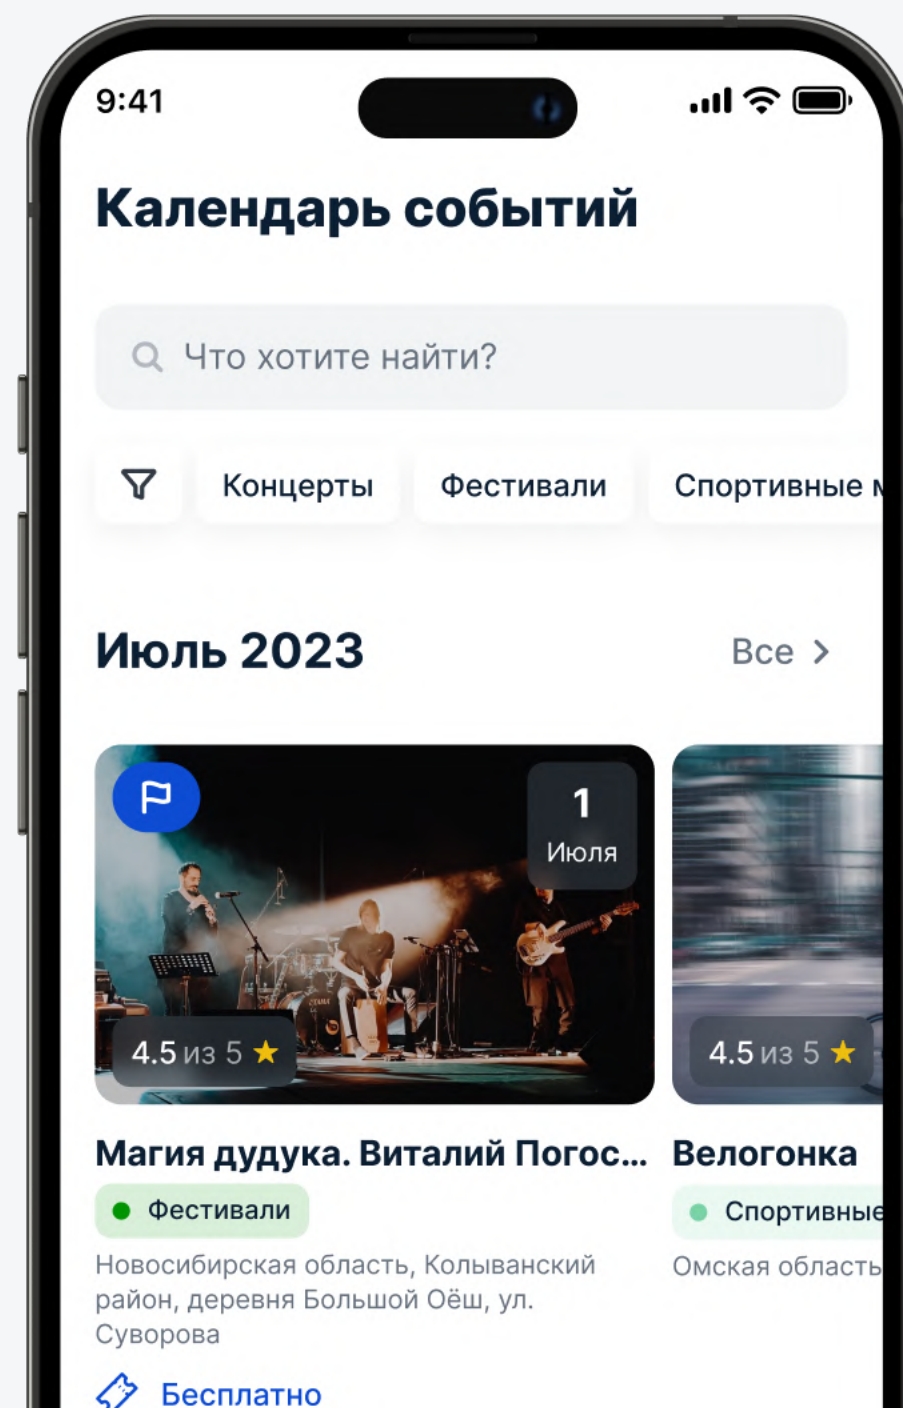 9:41
Календарь событий
Что хотите найти?
Концерты Фестивали Спортивные
Июль 2023 Все
1
Июля
4.5 из 5
4.5 из 5
Магия дудука. Виталий Погос...
Велогонка
Фестивали
Спортивные
Новосибирская область, Колыванский
район, деревня Большой Оёш, ул.
Суворова
Омская область
Бесплатно